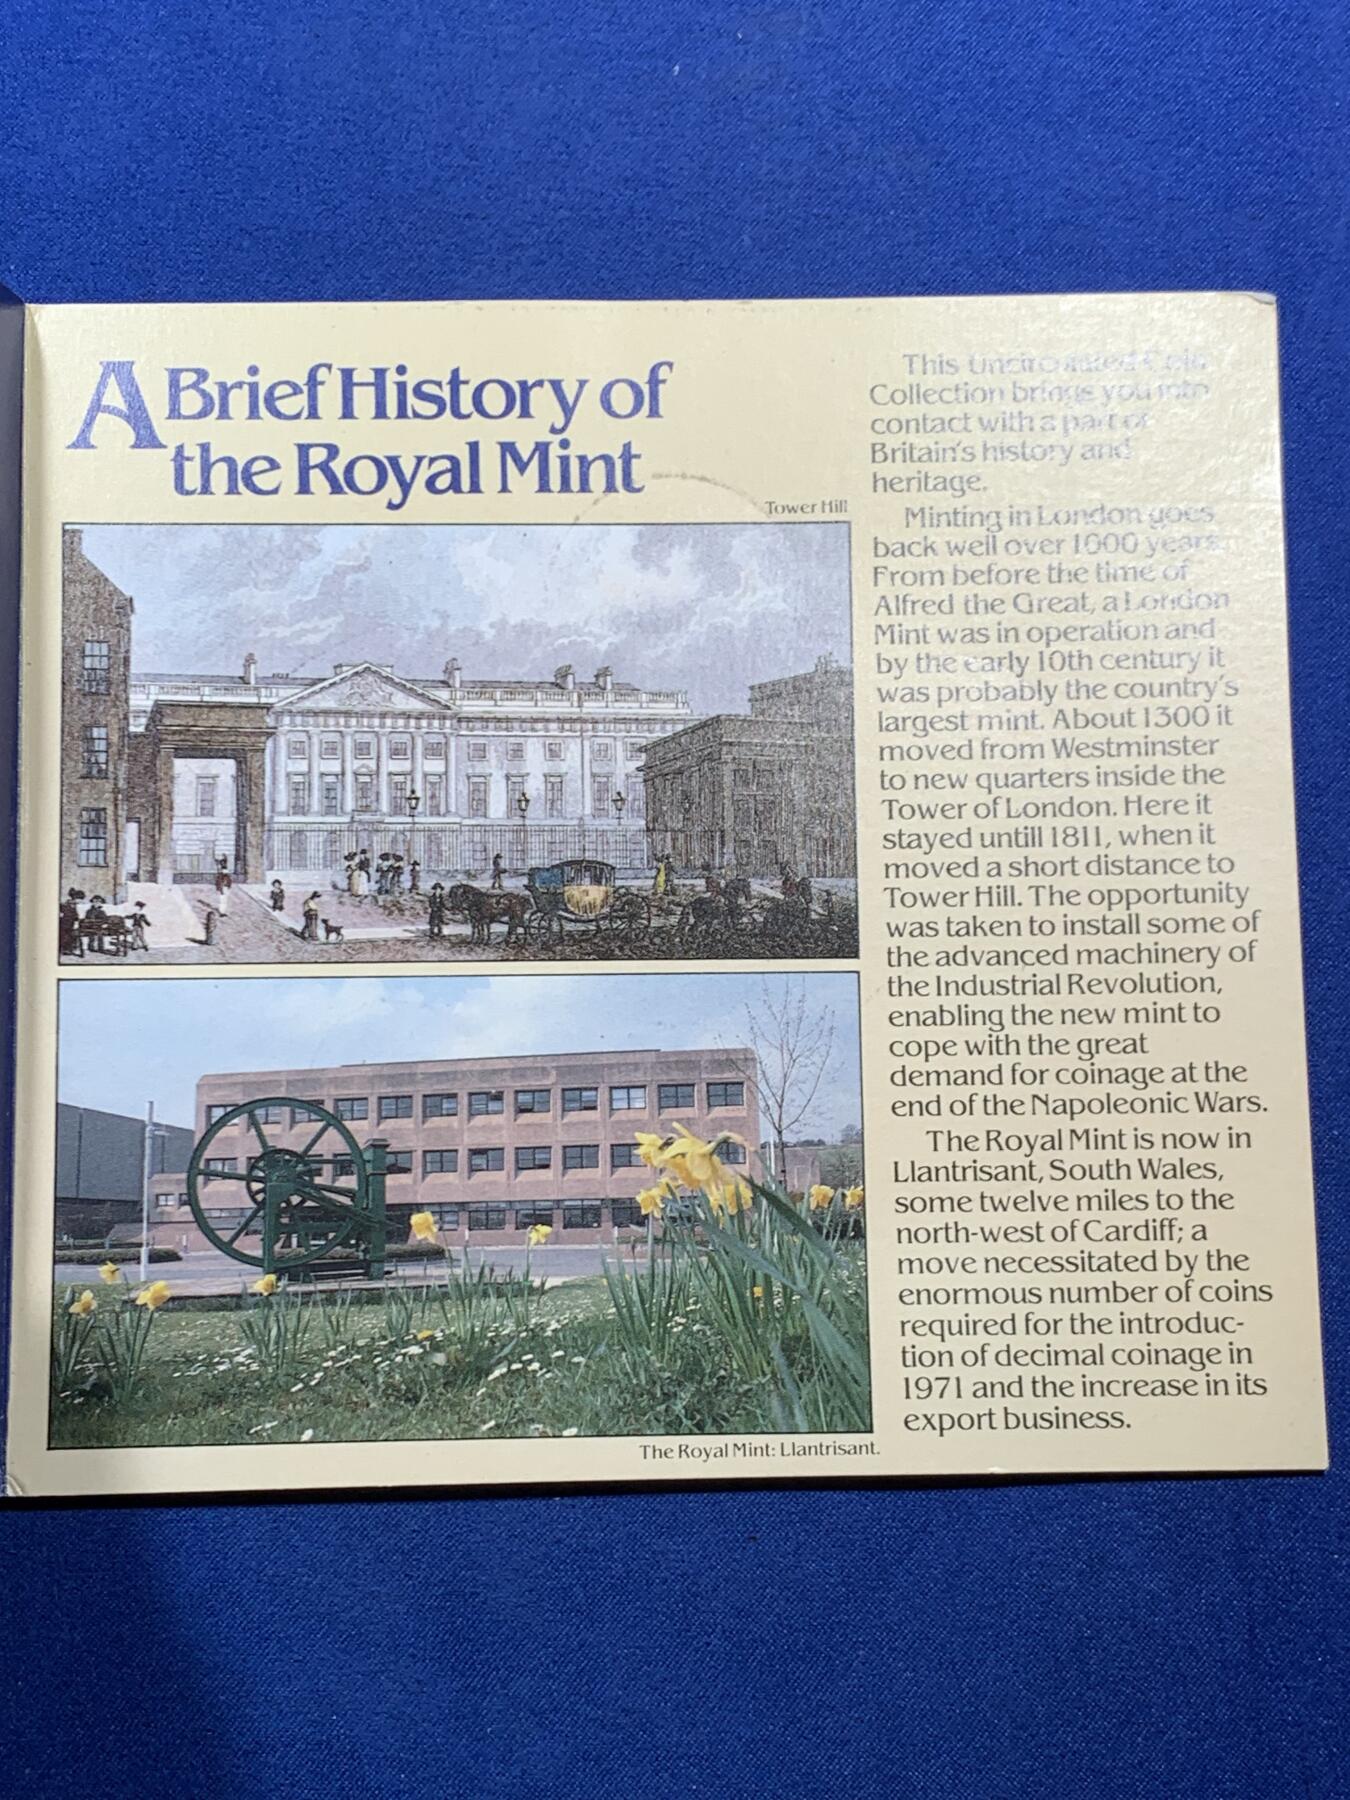 A Brief History of
the Royal Mint
Tower Hill
The Royal Mint: Llantrisant.
This Uncirculated Coin
Collection brings you into
contact with a part of
Britain's history and
heritage.
Minting in London goes
back well over 1000 years.
From before the time of
Alfred the Great, a London
Mint was in operation and
by the early 10th century it
was probably the country's
largest mint. About 1300 it
moved from Westminster
to new quarters inside the
Tower of London. Here it
stayed untill 1811, when it
moved a short distance to
Tower Hill. The opportunity
was taken to install some of
the advanced machinery of
the Industrial Revolution,
enabling the new mint to
cope with the great
demand for coinage at the
end of the Napoleonic Wars.
The Royal Mint is now in
Llantrisant, South Wales,
some twelve miles to the
north-west of Cardiff; a
move necessitated by the
enormous number of coins
required for the introduc-
tion of decimal coinage in
1971 and the increase in its
export business.